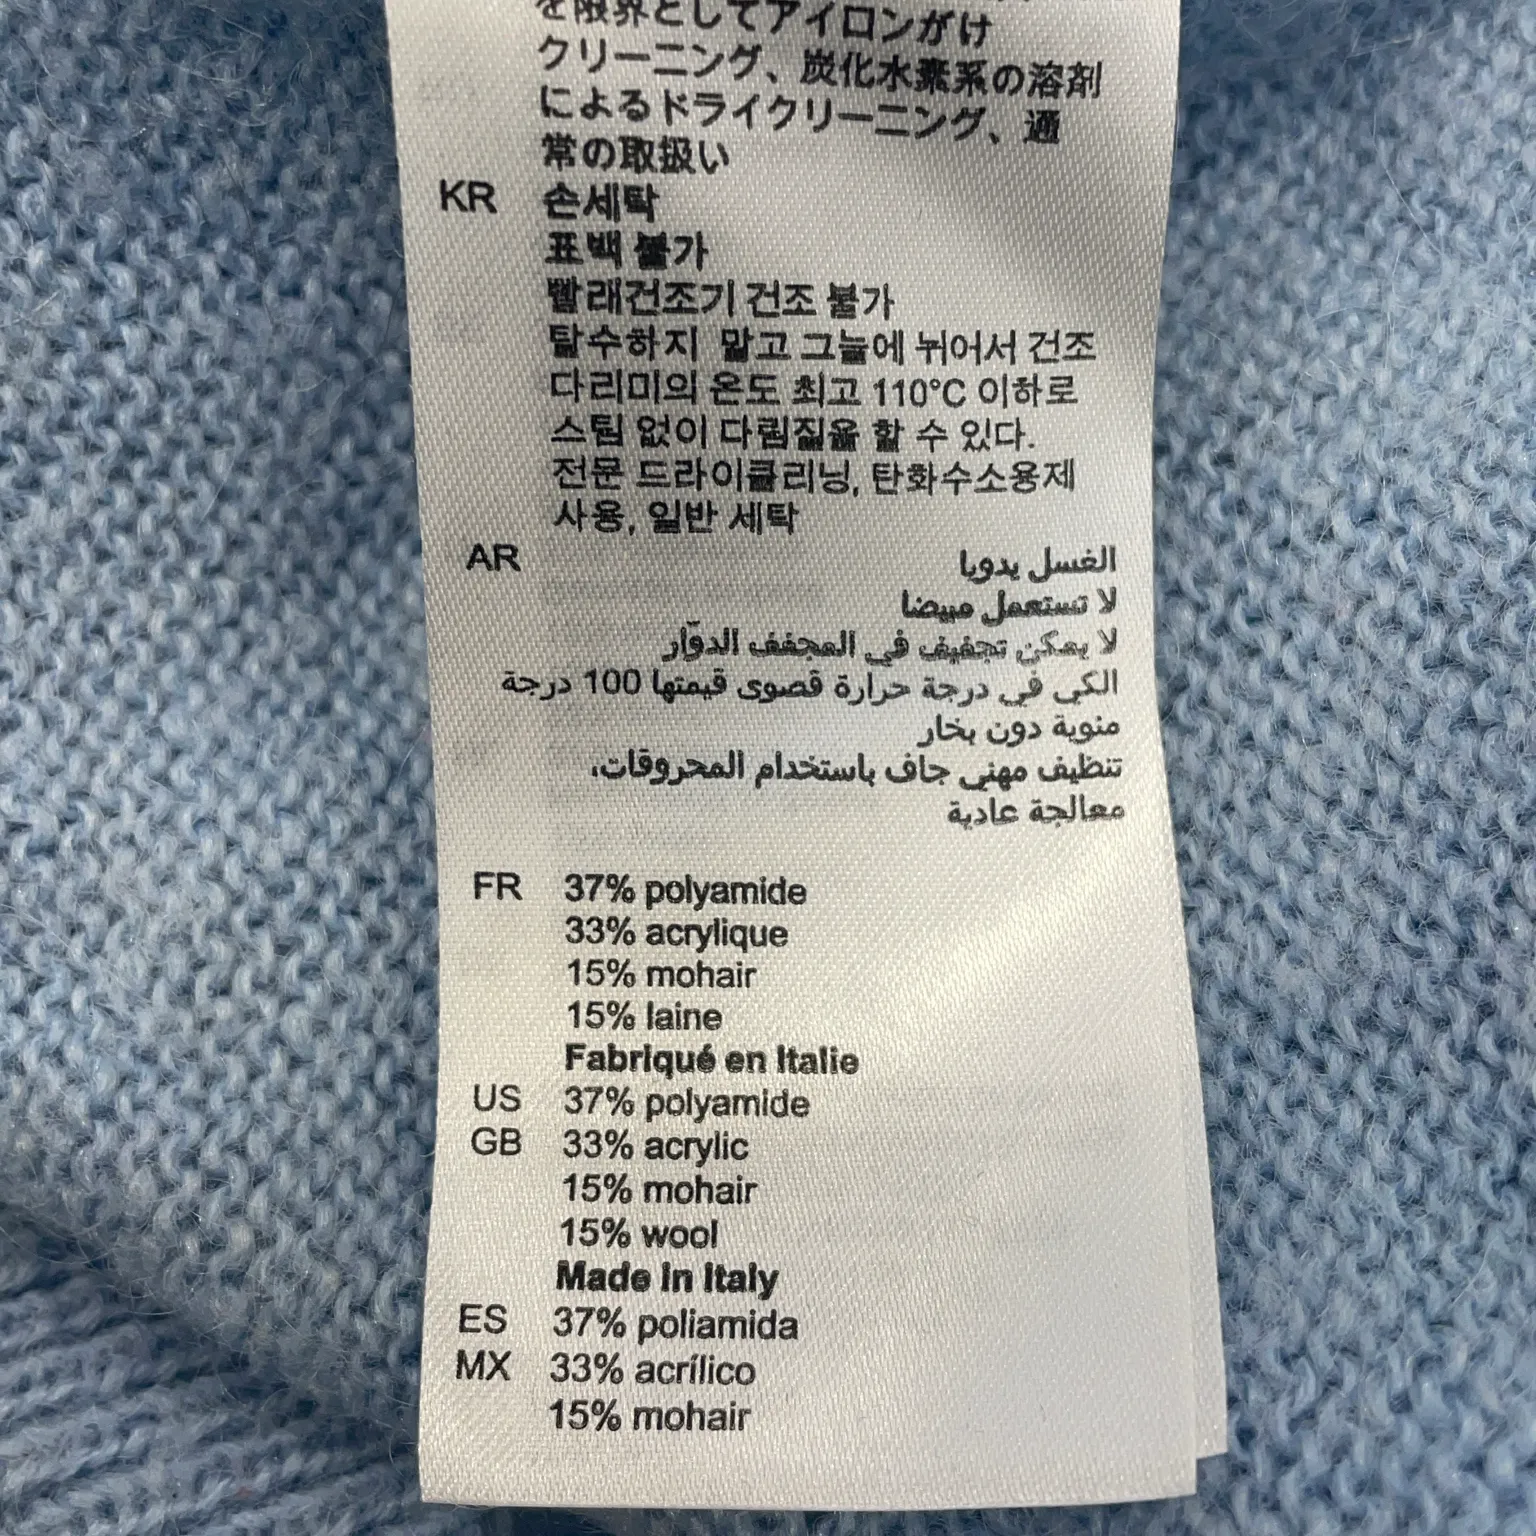 を限界としてアイロンがけ
クリーニング、炭化水素系の溶剤
によるドライクリーニング、通
常の取扱い
KR 손세탁
표백 불가
빨래건조기 건조 불가
탈수하지 말고 그늘에 뉘어서 건조
다리미의 온도 최고 110°C 이하로
스팀 없이 다림질을 할 수 있다.
전문 드라이클리닝, 탄화수소용제
사용, 일반 세탁
AR الغسل يدويا
لا تستعمل مبيضا
لا يمكن تجفيف في المجفف الدوّار
الكي في درجة حرارة قصوى قيمتها 100 درجة
منوية دون بخار
تنظيف مهني جاف باستخدام المحروقات،
معالجة عادية
FR 37% polyamide
33% acrylique
15% mohair
15% laine
Fabriqué en Italie
US 37% polyamide
GB 33% acrylic
15% mohair
15% wool
Made in Italy
ES 37% poliamida
MX 33% acrílico
15% mohair